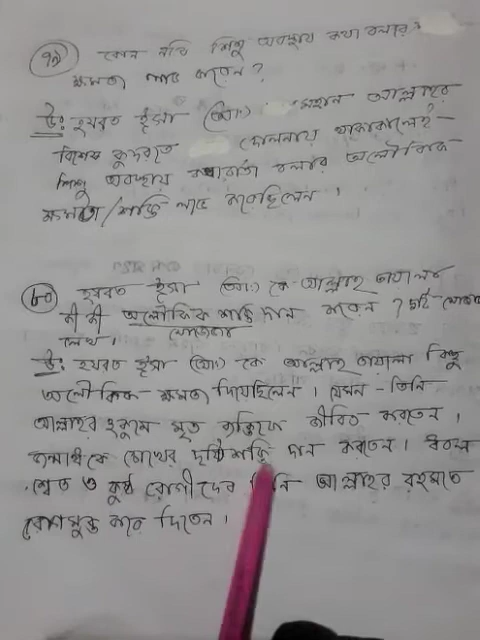 ৭৯ কোন নবি শিশু অবস্থায় কথা বলার
ক্ষমতা লাভ করেন?
উঃ হযরত ঈসা (আঃ) মহান আল্লাহর
বিশেষ কুদরতে দোলনায় থাকাকালেই-
শিশু অবস্থায় কথাবার্তা বলার অলৌকিক
ক্ষমতা/শক্তি লাভ করেছিলেন।
৮০ হযরত ঈসা (আঃ) কে আল্লাহ তায়ালা
কী কী অলৌকিক শক্তি দান করেন? দুটি
মোজেজার
লিখ।
উঃ হযরত ঈসা (আঃ) কে আল্লাহ তায়ালা কিছু
অলৌকিক ক্ষমতা দিয়েছিলেন। যেমন- তিনি
আল্লাহর হুকুমে মৃত ব্যক্তিকে জীবিত করতেন।
জন্মান্ধকে চোখের দৃষ্টিশক্তি দান করতেন। ধবল
শ্বেত ও কুষ্ঠ রোগীদের আল্লাহর রহমতে
রোগমুক্ত করে দিতেন।